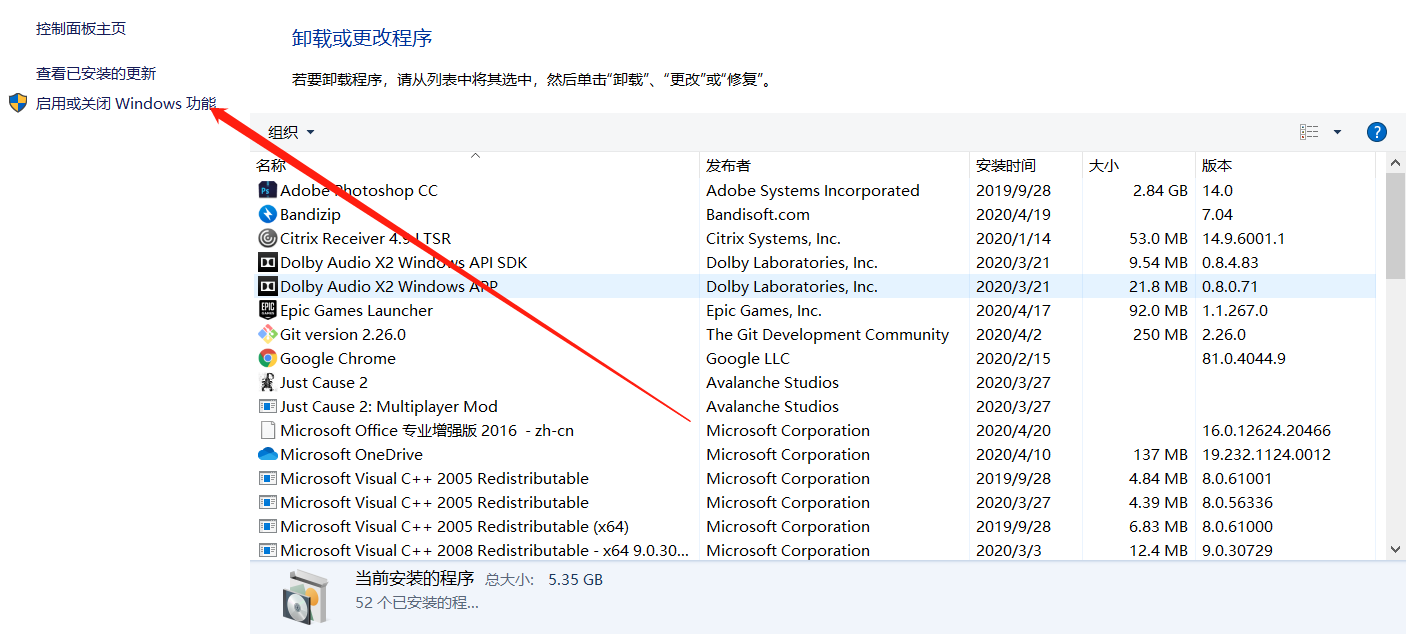 控制面板主页
查看已安装的更新
启用或关闭 Windows 功能
卸载或更改程序
若要卸载程序，请从列表中将其选中，然后单击“卸载”、“更改”或“修复”。
组织
名称 发布者 安装时间 大小 版本
Adobe Photoshop CC Adobe Systems Incorporated 2019/9/28 2.84 GB 14.0
Bandizip Bandisoft.com 2020/4/19 7.04
Citrix Receiver 4.9 LTSR Citrix Systems, Inc. 2020/1/14 53.0 MB 14.9.6001.1
Dolby Audio X2 Windows API SDK Dolby Laboratories, Inc. 2020/3/21 9.54 MB 0.8.4.83
Dolby Audio X2 Windows APP Dolby Laboratories, Inc. 2020/3/21 21.8 MB 0.8.0.71
Epic Games Launcher Epic Games, Inc. 2020/4/17 92.0 MB 1.1.267.0
Git version 2.26.0 The Git Development Community 2020/4/2 250 MB 2.26.0
Google Chrome Google LLC 2020/2/15 81.0.4044.9
Just Cause 2 Avalanche Studios 2020/3/27
Just Cause 2: Multiplayer Mod Avalanche Studios 2020/3/27
Microsoft Office 专业增强版 2016 - zh-cn Microsoft Corporation 2020/4/20 16.0.12624.20466
Microsoft OneDrive Microsoft Corporation 2020/4/10 137 MB 19.232.1124.0012
Microsoft Visual C++ 2005 Redistributable Microsoft Corporation 2019/9/28 4.84 MB 8.0.61001
Microsoft Visual C++ 2005 Redistributable Microsoft Corporation 2020/3/27 4.39 MB 8.0.56336
Microsoft Visual C++ 2005 Redistributable (x64) Microsoft Corporation 2019/9/28 6.83 MB 8.0.61000
Microsoft Visual C++ 2008 Redistributable - x64 9.0.30... Microsoft Corporation 2020/3/3 12.4 MB 9.0.30729
当前安装的程序 总大小: 5.35 GB
52 个已安装的程...